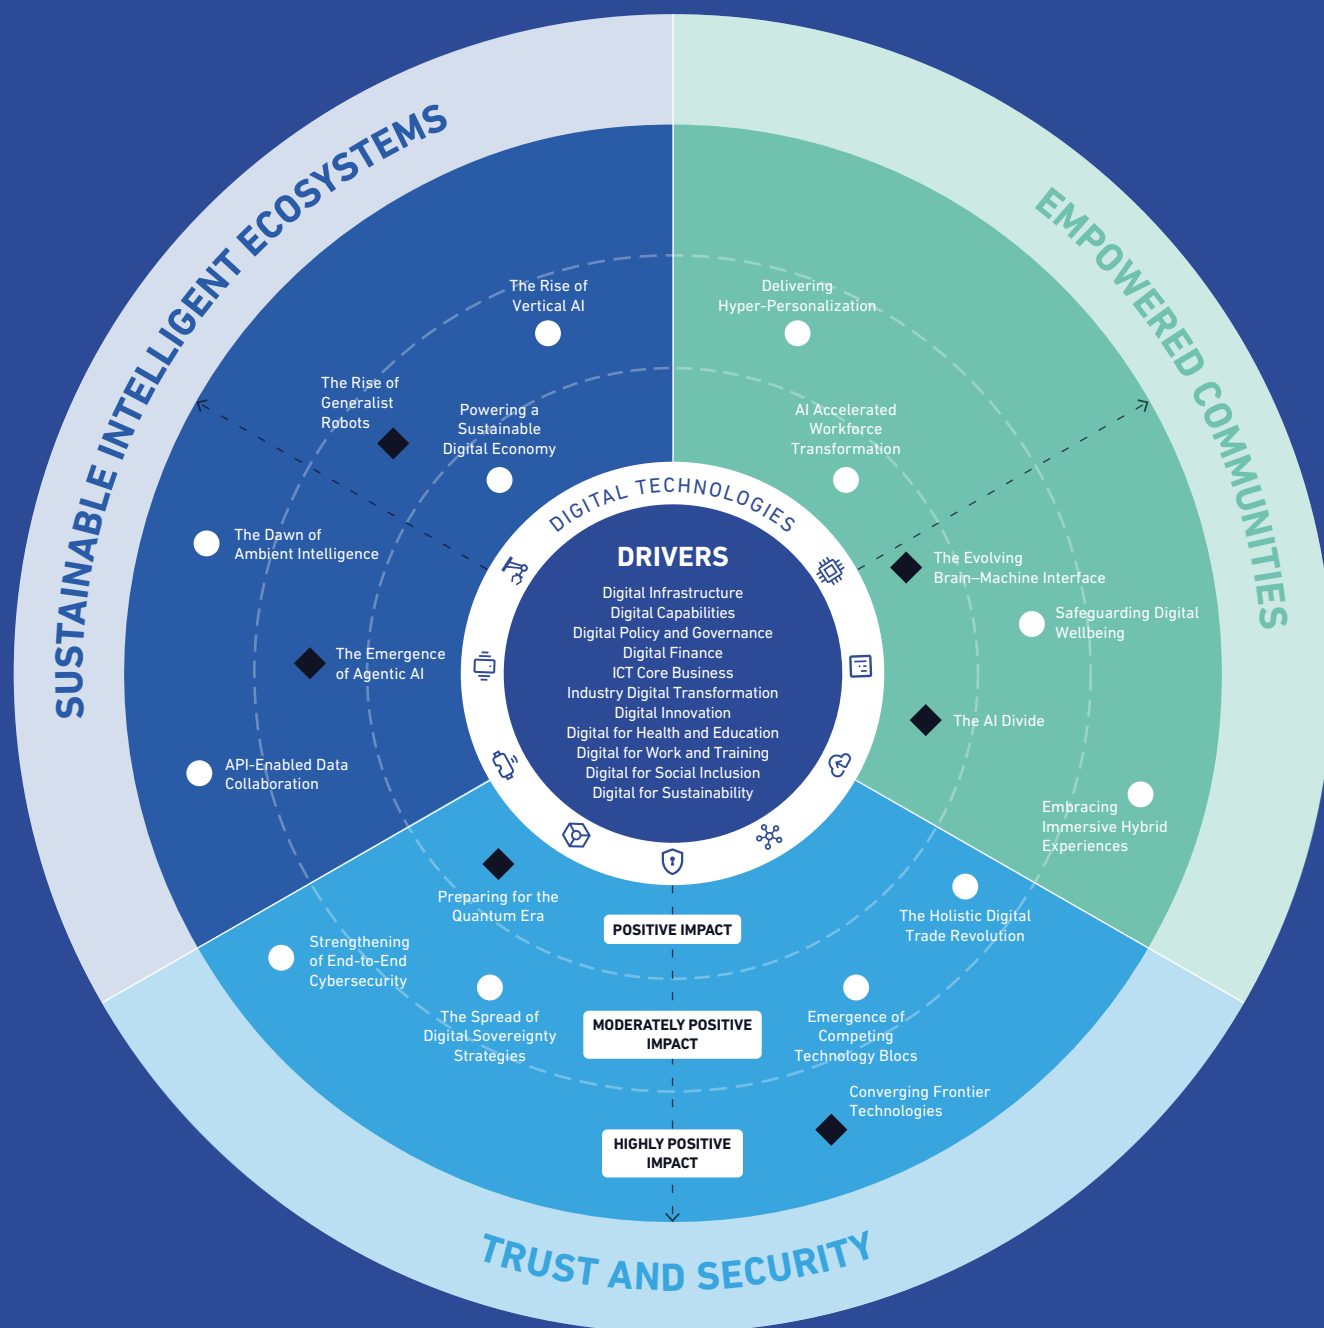 SUSTAINABLE INTELLIGENT ECOSYSTEMS
EMPOWERED COMMUNITIES
TRUST AND SECURITY
The Rise of
Vertical AI
The Rise of
Generalist
Robots
Powering a
Sustainable
Digital Economy
The Dawn of
Ambient Intelligence
The Emergence
of Agentic AI
API-Enabled Data
Collaboration
Delivering
Hyper-Personalization
AI Accelerated
Workforce
Transformation
The Evolving
Brain–Machine Interface
Safeguarding Digital
Wellbeing
The AI Divide
Embracing
Immersive Hybrid
Experiences
DIGITAL TECHNOLOGIES
DRIVERS
Digital Infrastructure
Digital Capabilities
Digital Policy and Governance
Digital Finance
ICT Core Business
Industry Digital Transformation
Digital Innovation
Digital for Health and Education
Digital for Work and Training
Digital for Social Inclusion
Digital for Sustainability
Preparing for the
Quantum Era
Strengthening
of End-to-End
Cybersecurity
The Spread of
Digital Sovereignty
Strategies
POSITIVE IMPACT
MODERATELY POSITIVE
IMPACT
HIGHLY POSITIVE
IMPACT
The Holistic Digital
Trade Revolution
Emergence of
Competing
Technology Blocs
Converging Frontier
Technologies